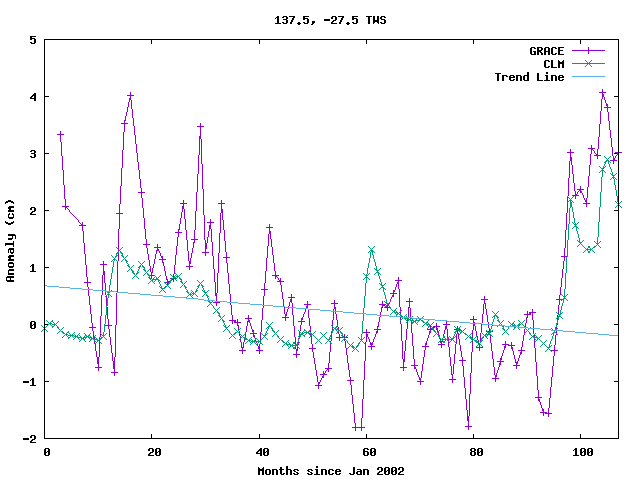 137.5, -27.5 TWS
GRACE
CLM
Trend Line
5
4
3
2
1
0
-1
-2
Anomaly (cm)
0 20 40 60 80 100
Months since Jan 2002